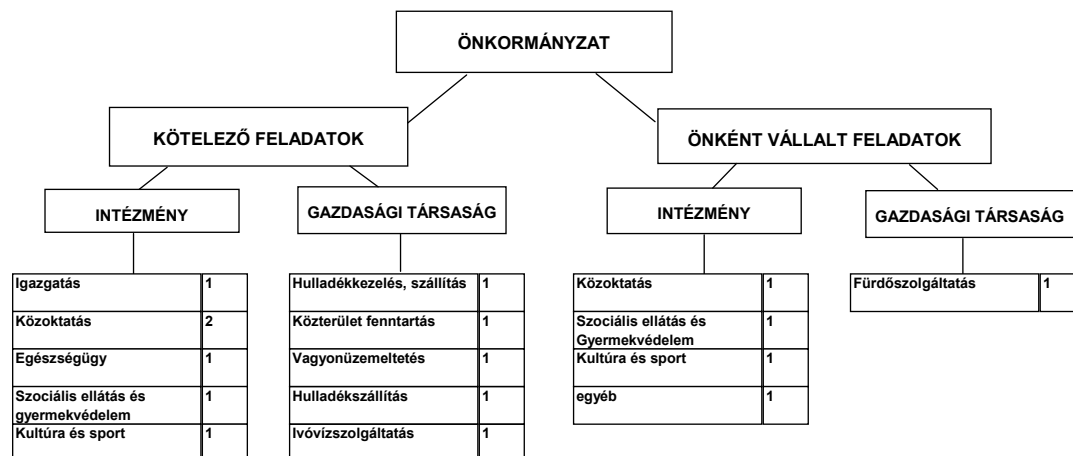 ÖNKORMÁNYZAT
KÖTELEZŐ FELADATOK
ÖNKÉNT VÁLLALT FELADATOK
INTÉZMÉNY
GAZDASÁGI TÁRSASÁG
INTÉZMÉNY
GAZDASÁGI TÁRSASÁG
Igazgatás 1
Közoktatás 2
Egészségügy 1
Szociális ellátás és 1
gyermekvédelem
Kultúra és sport 1
Hulladékkezelés, szállítás 1
Közterület fenntartás 1
Vagyonüzemeltetés 1
Hulladékszállítás 1
Ivóvízszolgáltatás 1
Közoktatás 1
Szociális ellátás és 1
Gyermekvédelem
Kultúra és sport 1
egyéb 1
Fürdőszolgáltatás 1